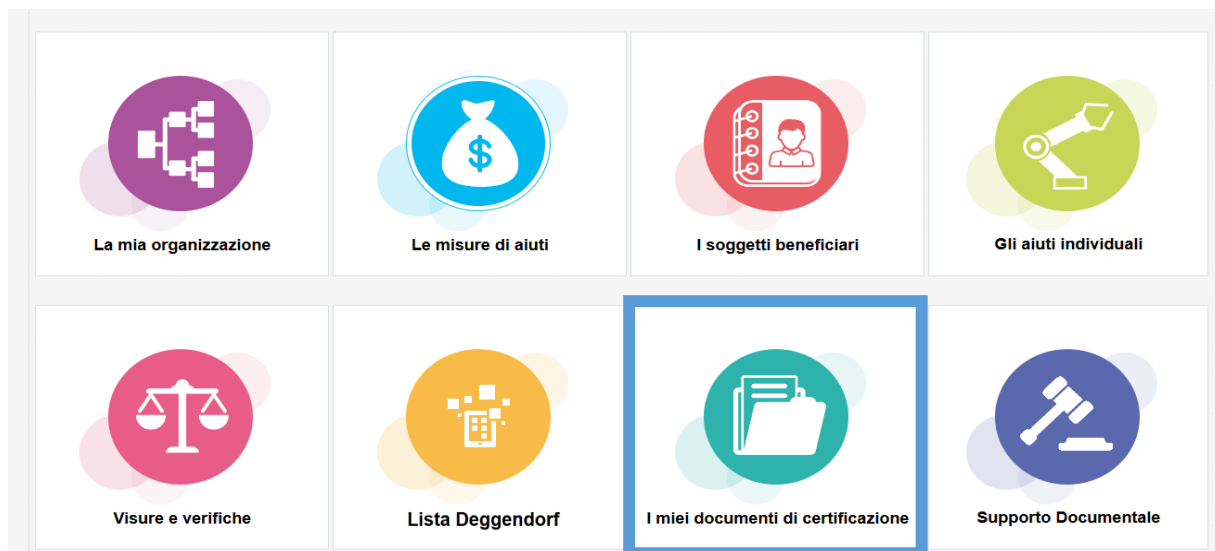 La mia organizzazione
$
Le misure di aiuti
I soggetti beneficiari
Gli aiuti individuali
Visure e verifiche
Lista Deggendorf
I miei documenti di certificazione
Supporto Documentale